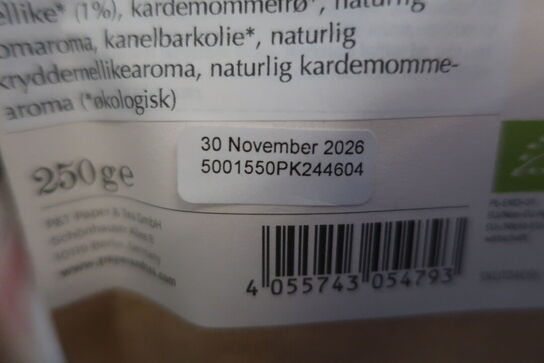 ellike* (1%), kardemommefrø*, naturlig
omaroma, kanelbarkolie*, naturlig
kryddernellikearoma, naturlig kardemomme-
aroma (*økologisk)
30 November 2026
5001550PK244604
250ge
4 055743 054793